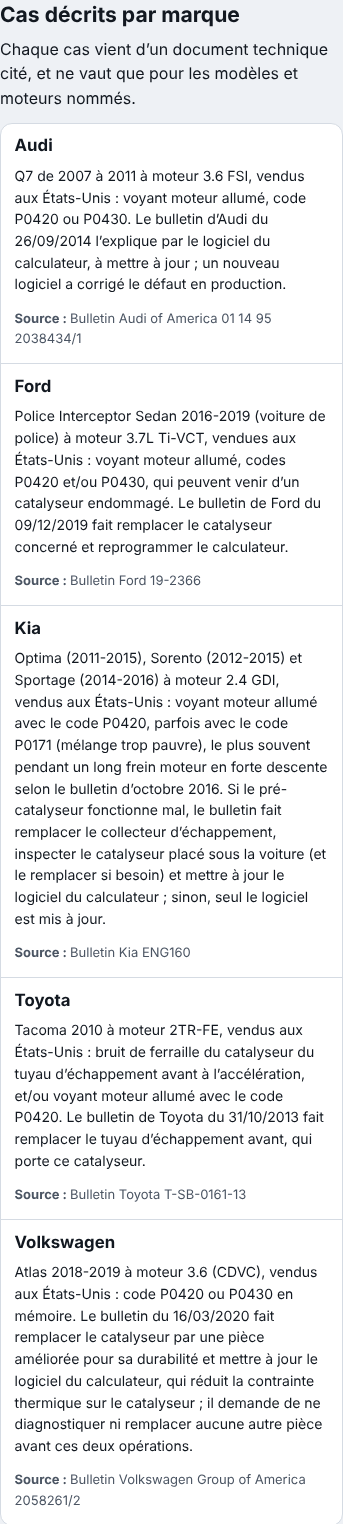 Cas décrits par marque
Chaque cas vient d’un document technique
cité, et ne vaut que pour les modèles et
moteurs nommés.
Audi
Q7 de 2007 à 2011 à moteur 3.6 FSI, vendus
aux États-Unis : voyant moteur allumé, code
P0420 ou P0430. Le bulletin d’Audi du
26/09/2014 l’explique par le logiciel du
calculateur, à mettre à jour ; un nouveau
logiciel a corrigé le défaut en production.
Source : Bulletin Audi of America 01 14 95
2038434/1
Ford
Police Interceptor Sedan 2016-2019 (voiture de
police) à moteur 3.7L Ti-VCT, vendues aux
États-Unis : voyant moteur allumé, codes
P0420 et/ou P0430, qui peuvent venir d’un
catalyseur endommagé. Le bulletin de Ford du
09/12/2019 fait remplacer le catalyseur
concerné et reprogrammer le calculateur.
Source : Bulletin Ford 19-2366
Kia
Optima (2011-2015), Sorento (2012-2015) et
Sportage (2014-2016) à moteur 2.4 GDI,
vendus aux États-Unis : voyant moteur allumé
avec le code P0420, parfois avec le code
P0171 (mélange trop pauvre), le plus souvent
pendant un long frein moteur en forte descente
selon le bulletin d’octobre 2016. Si le pré-
catalyseur fonctionne mal, le bulletin fait
remplacer le collecteur d’échappement,
inspecter le catalyseur placé sous la voiture (et
le remplacer si besoin) et mettre à jour le
logiciel du calculateur ; sinon, seul le logiciel
est mis à jour.
Source : Bulletin Kia ENG160
Toyota
Tacoma 2010 à moteur 2TR-FE, vendus aux
États-Unis : bruit de ferraille du catalyseur du
tuyau d’échappement avant à l’accélération,
et/ou voyant moteur allumé avec le code
P0420. Le bulletin de Toyota du 31/10/2013 fait
remplacer le tuyau d’échappement avant, qui
porte ce catalyseur.
Source : Bulletin Toyota T-SB-0161-13
Volkswagen
Atlas 2018-2019 à moteur 3.6 (CDVC), vendus
aux États-Unis : code P0420 ou P0430 en
mémoire. Le bulletin du 16/03/2020 fait
remplacer le catalyseur par une pièce
améliorée pour sa durabilité et mettre à jour le
logiciel du calculateur, qui réduit la contrainte
thermique sur le catalyseur ; il demande de ne
diagnostiquer ni remplacer aucune autre pièce
avant ces deux opérations.
Source : Bulletin Volkswagen Group of America
2058261/2